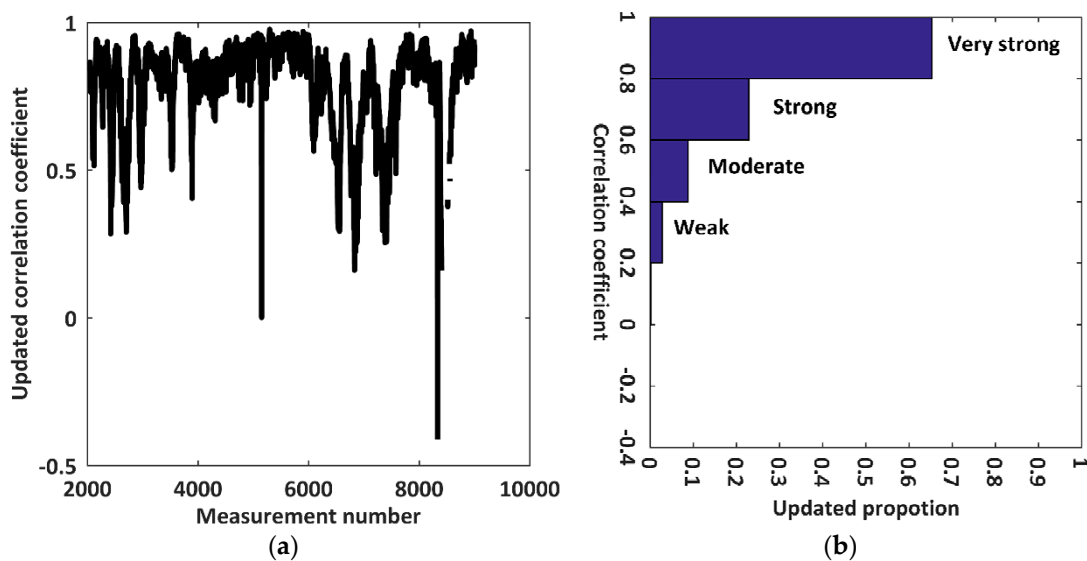 1
0.5
0
-0.5
2000
4000
6000
8000
10000
Updated correlation coefficient
Measurement number
(a)
1
0.8
0.6
0.4
0.2
0
-0.2
-0.4
Correlation coefficient
Very strong
Strong
Moderate
Weak
0
0.1
0.2
0.3
0.4
0.5
0.6
0.7
0.8
0.9
1
Updated propotion
(b)